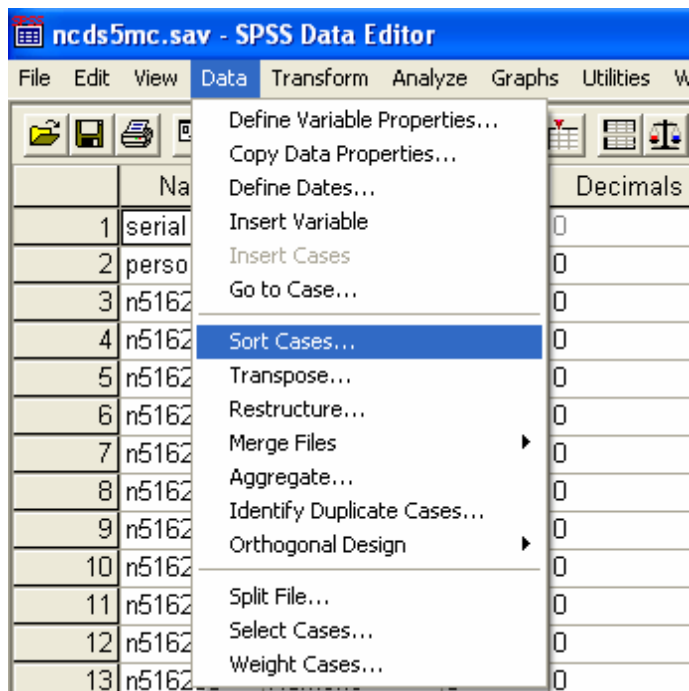 SPSS
ncds5mc.sav - SPSS Data Editor
File Edit View Data Transform Analyze Graphs Utilities
Define Variable Properties...
Copy Data Properties...
Define Dates...
Insert Variable
Insert Cases
Go to Case...
Sort Cases...
Transpose...
Restructure...
Merge Files
Aggregate...
Identify Duplicate Cases...
Orthogonal Design
Split File...
Select Cases...
Weight Cases...
Na Decimals
1 serial 0
2 perso 0
3 n5162 0
4 n5162 0
5 n5162 0
6 n5162 0
7 n5162 0
8 n5162 0
9 n5162 0
10 n5162 0
11 n5162 0
12 n5162 0
13 n5162 0